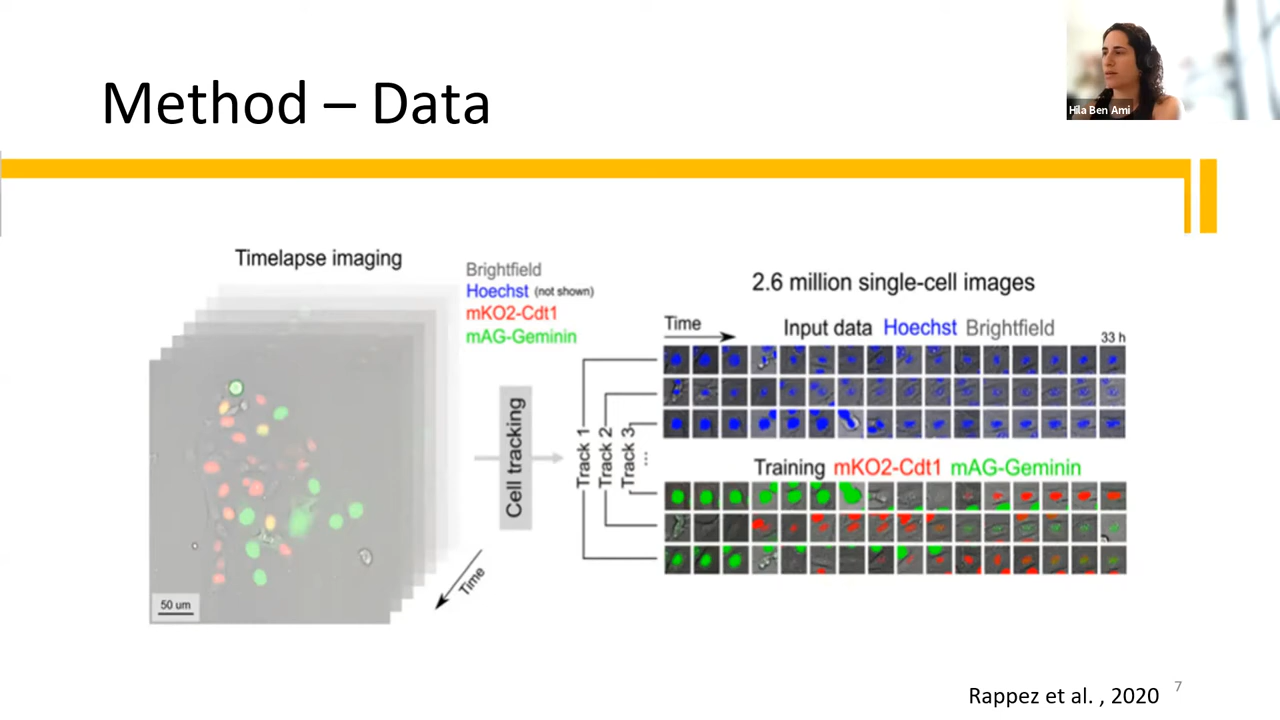 Method – Data
Hila Ben Ami
Timelapse imaging
Brightfield
Hoechst (not shown)
mKO2-Cdt1
mAG-Geminin
50 um
Time
Cell tracking
Track 1
Track 2
Track 3
...
2.6 million single-cell images
Time
Input data Hoechst Brightfield
33 h
Training mKO2-Cdt1 mAG-Geminin
Rappez et al. , 2020
7